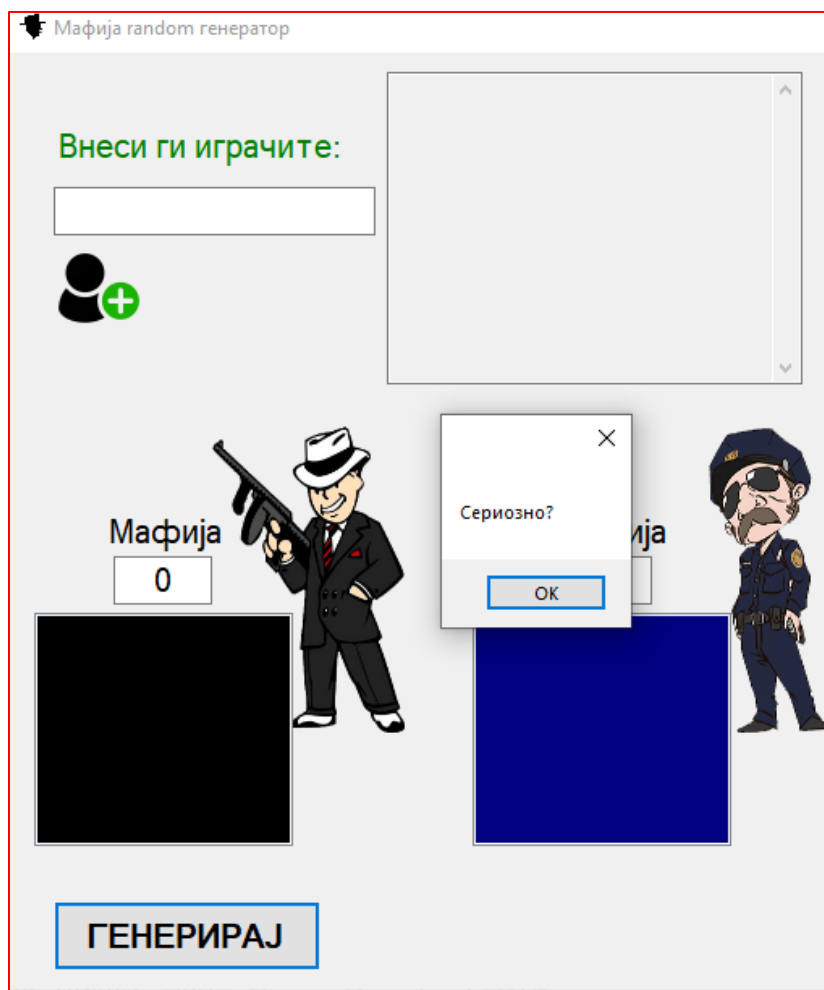 Мафија random генератор
Внеси ги играчите:
Сериозно?
OK
Мафија
ија
0
ГЕНЕРИРАЈ